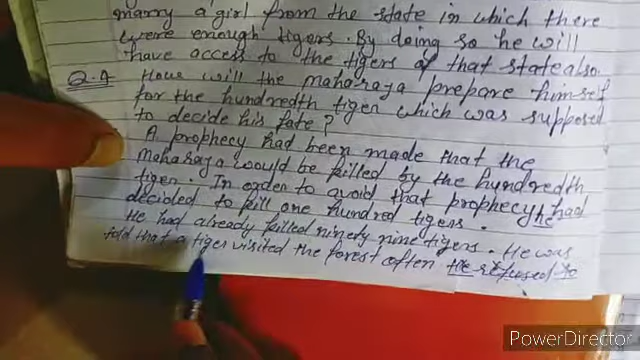 marry a girl from the state in which there
were enough tigers. By doing so he will
have access to the tigers of that state also.
Q.4 How will the maharaja prepare himself
for the hundredth tiger which was supposed
to decide his fate?
A prophecy had been made that the
Maharaja would be killed by the hundredth
tiger. In order to avoid that prophecy he had
decided to kill one hundred tigers.
He had already killed ninety nine tigers. He was
told that a tiger visited the forest often He refused to
PowerDirector